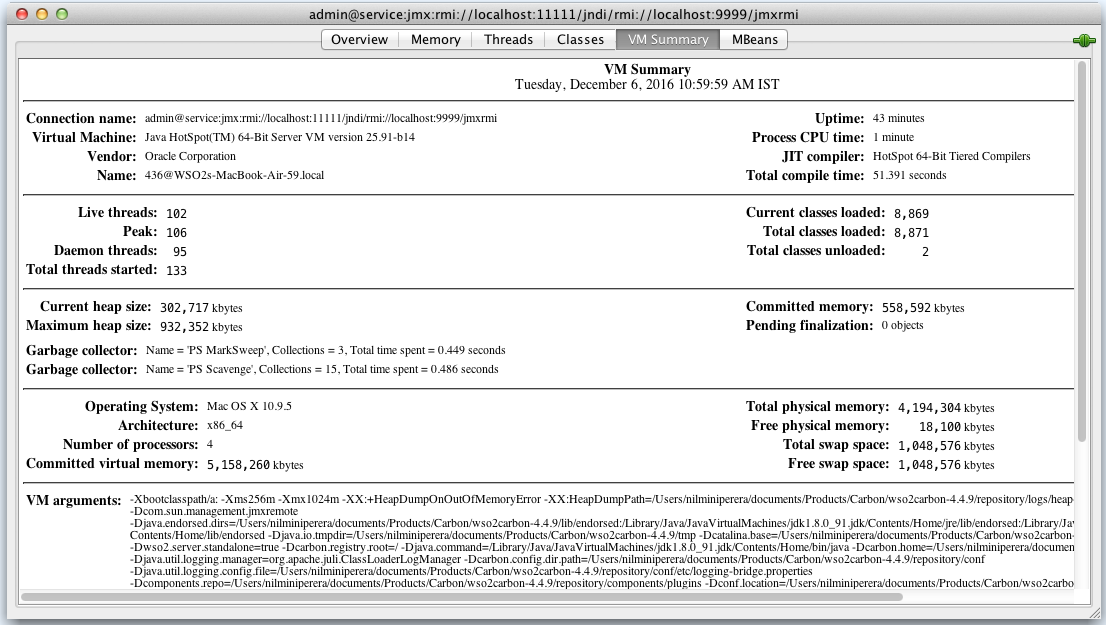 admin@service:jmx:rmi://localhost:11111/jndi/rmi://localhost:9999/jmxrmi
Overview Memory Threads Classes VM Summary MBeans
VM Summary
Tuesday, December 6, 2016 10:59:59 AM IST
Connection name: admin@service:jmx:rmi://localhost:11111/jndi/rmi://localhost:9999/jmxrmi
Virtual Machine: Java HotSpot(TM) 64-Bit Server VM version 25.91-b14
Vendor: Oracle Corporation
Name: 436@WSO2s-MacBook-Air-59.local
Uptime: 43 minutes
Process CPU time: 1 minute
JIT compiler: HotSpot 64-Bit Tiered Compilers
Total compile time: 51.391 seconds
Live threads: 102
Peak: 106
Daemon threads: 95
Total threads started: 133
Current classes loaded: 8,869
Total classes loaded: 8,871
Total classes unloaded: 2
Current heap size: 302,717 kbytes
Maximum heap size: 932,352 kbytes
Committed memory: 558,592 kbytes
Pending finalization: 0 objects
Garbage collector: Name = 'PS MarkSweep', Collections = 3, Total time spent = 0.449 seconds
Garbage collector: Name = 'PS Scavenge', Collections = 15, Total time spent = 0.486 seconds
Operating System: Mac OS X 10.9.5
Architecture: x86_64
Number of processors: 4
Committed virtual memory: 5,158,260 kbytes
Total physical memory: 4,194,304 kbytes
Free physical memory: 18,100 kbytes
Total swap space: 1,048,576 kbytes
Free swap space: 1,048,576 kbytes
VM arguments: -Xbootclasspath/a: -Xms256m -Xmx1024m -XX:+HeapDumpOnOutOfMemoryError -XX:HeapDumpPath=/Users/nilminiperera/documents/Products/Carbon/wso2carbon-4.4.9/repository/logs/heap-
-Dcom.sun.management.jmxremote
-Djava.endorsed.dirs=/Users/nilminiperera/documents/Products/Carbon/wso2carbon-4.4.9/lib/endorsed:/Library/Java/JavaVirtualMachines/jdk1.8.0_91.jdk/Contents/Home/jre/lib/endorsed:/Library/Jav
Contents/Home/lib/endorsed -Djava.io.tmpdir=/Users/nilminiperera/documents/Products/Carbon/wso2carbon-4.4.9/tmp -Dcatalina.base=/Users/nilminiperera/documents/Products/Carbon/wso2carbon-
-Dwso2.server.standalone=true -Dcarbon.registry.root=/ -Djava.command=/Library/Java/JavaVirtualMachines/jdk1.8.0_91.jdk/Contents/Home/bin/java -Dcarbon.home=/Users/nilminiperera/documen
-Djava.util.logging.manager=org.apache.juli.ClassLoaderLogManager -Dcarbon.config.dir.path=/Users/nilminiperera/documents/Products/Carbon/wso2carbon-4.4.9/repository/conf
-Djava.util.logging.config.file=/Users/nilminiperera/documents/Products/Carbon/wso2carbon-4.4.9/repository/conf/etc/logging-bridge.properties
-Dcomponents.repo=/Users/nilminiperera/documents/Products/Carbon/wso2carbon-4.4.9/repository/components/plugins -Dconf.location=/Users/nilminiperera/documents/Products/Carbon/wso2carbo